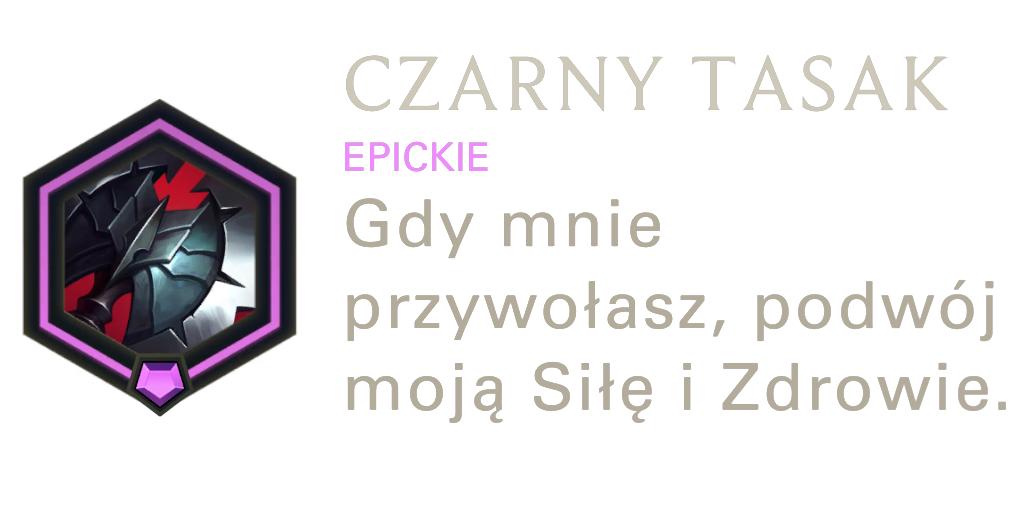 CZARNY TASAK
EPICKIE
Gdy mnie
przywołasz, podwój
moją Siłę i Zdrowie.